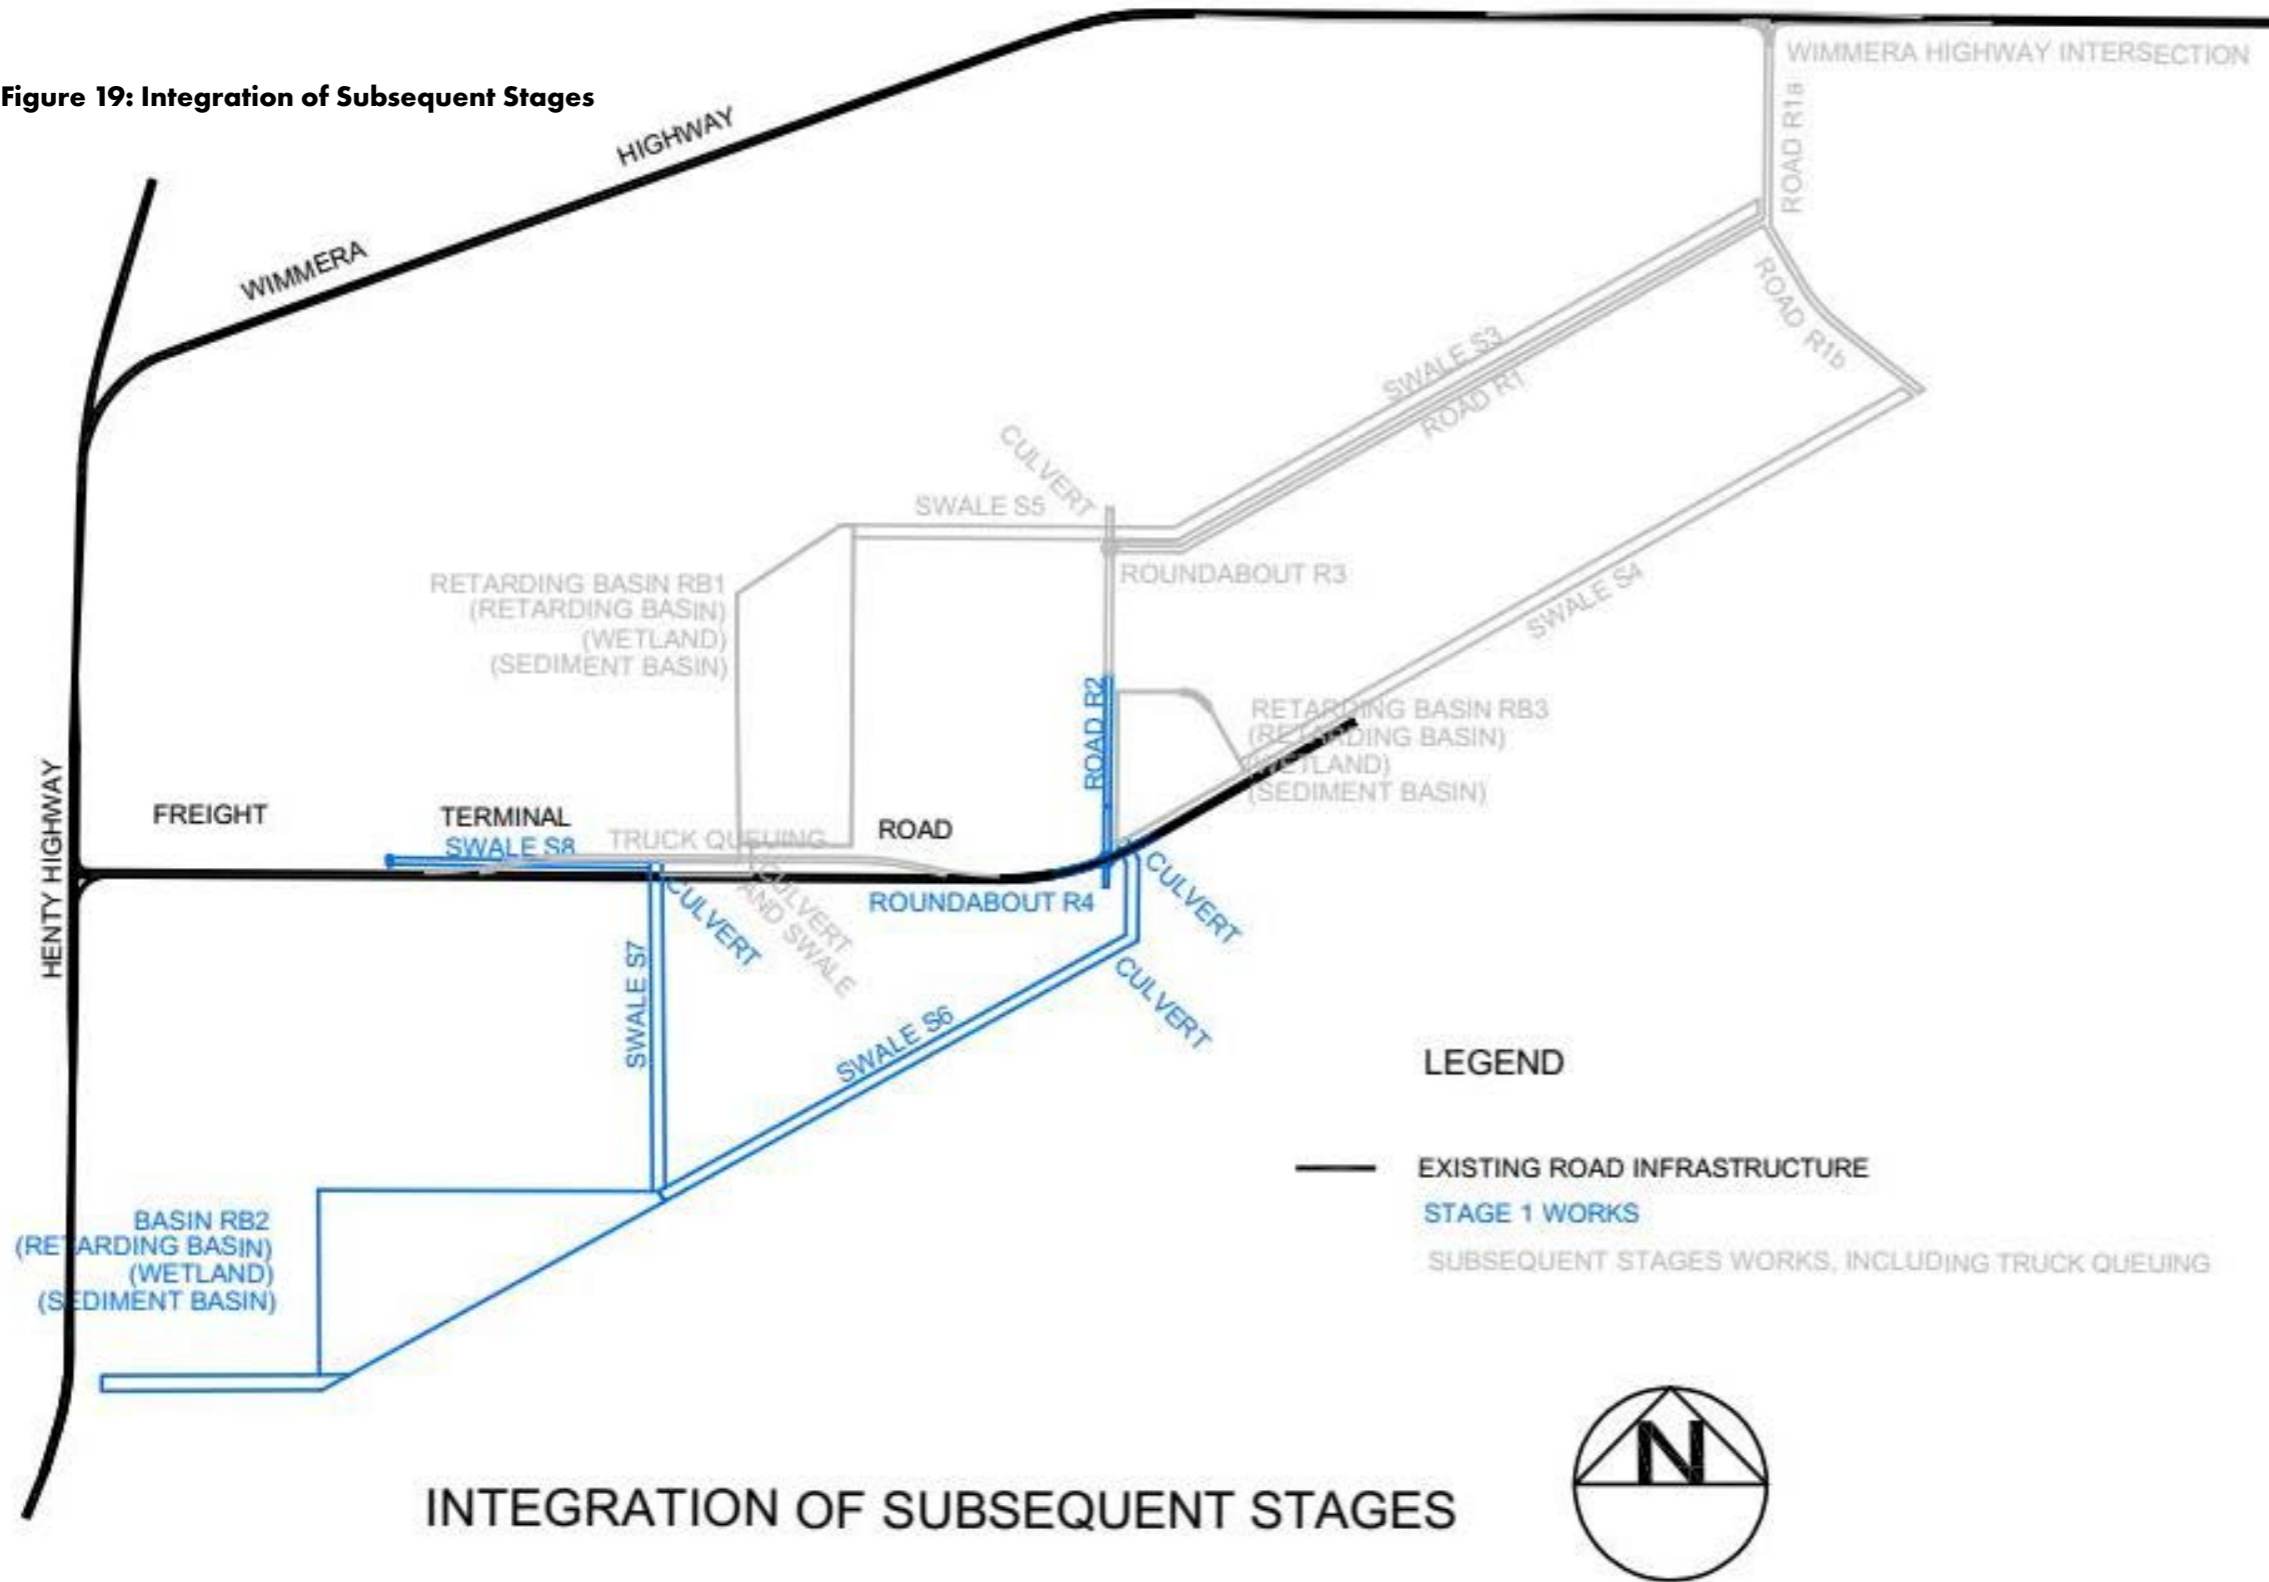 Figure 19: Integration of Subsequent Stages
WIMMERA HIGHWAY INTERSECTION
ROAD R1a
HIGHWAY
WIMMERA
ROAD R1b
SWALE S3
ROAD R1
CULVERT
SWALE S5
ROUNDABOUT R3
RETARDING BASIN RB1
(RETARDING BASIN)
(WETLAND)
(SEDIMENT BASIN)
SWALE S4
ROAD R2
RETARDING BASIN RB3
(RETARDING BASIN)
(WETLAND)
(SEDIMENT BASIN)
HENTY HIGHWAY
FREIGHT
TERMINAL
ROAD
SWALE S8
TRUCK QUEUING
ROUNDABOUT R4
CULVERT
CULVERT
AND SWALE
CULVERT
CULVERT
SWALE S7
SWALE S6
BASIN RB2
(RETARDING BASIN)
(WETLAND)
(SEDIMENT BASIN)
LEGEND
EXISTING ROAD INFRASTRUCTURE
STAGE 1 WORKS
SUBSEQUENT STAGES WORKS, INCLUDING TRUCK QUEUING
N
INTEGRATION OF SUBSEQUENT STAGES